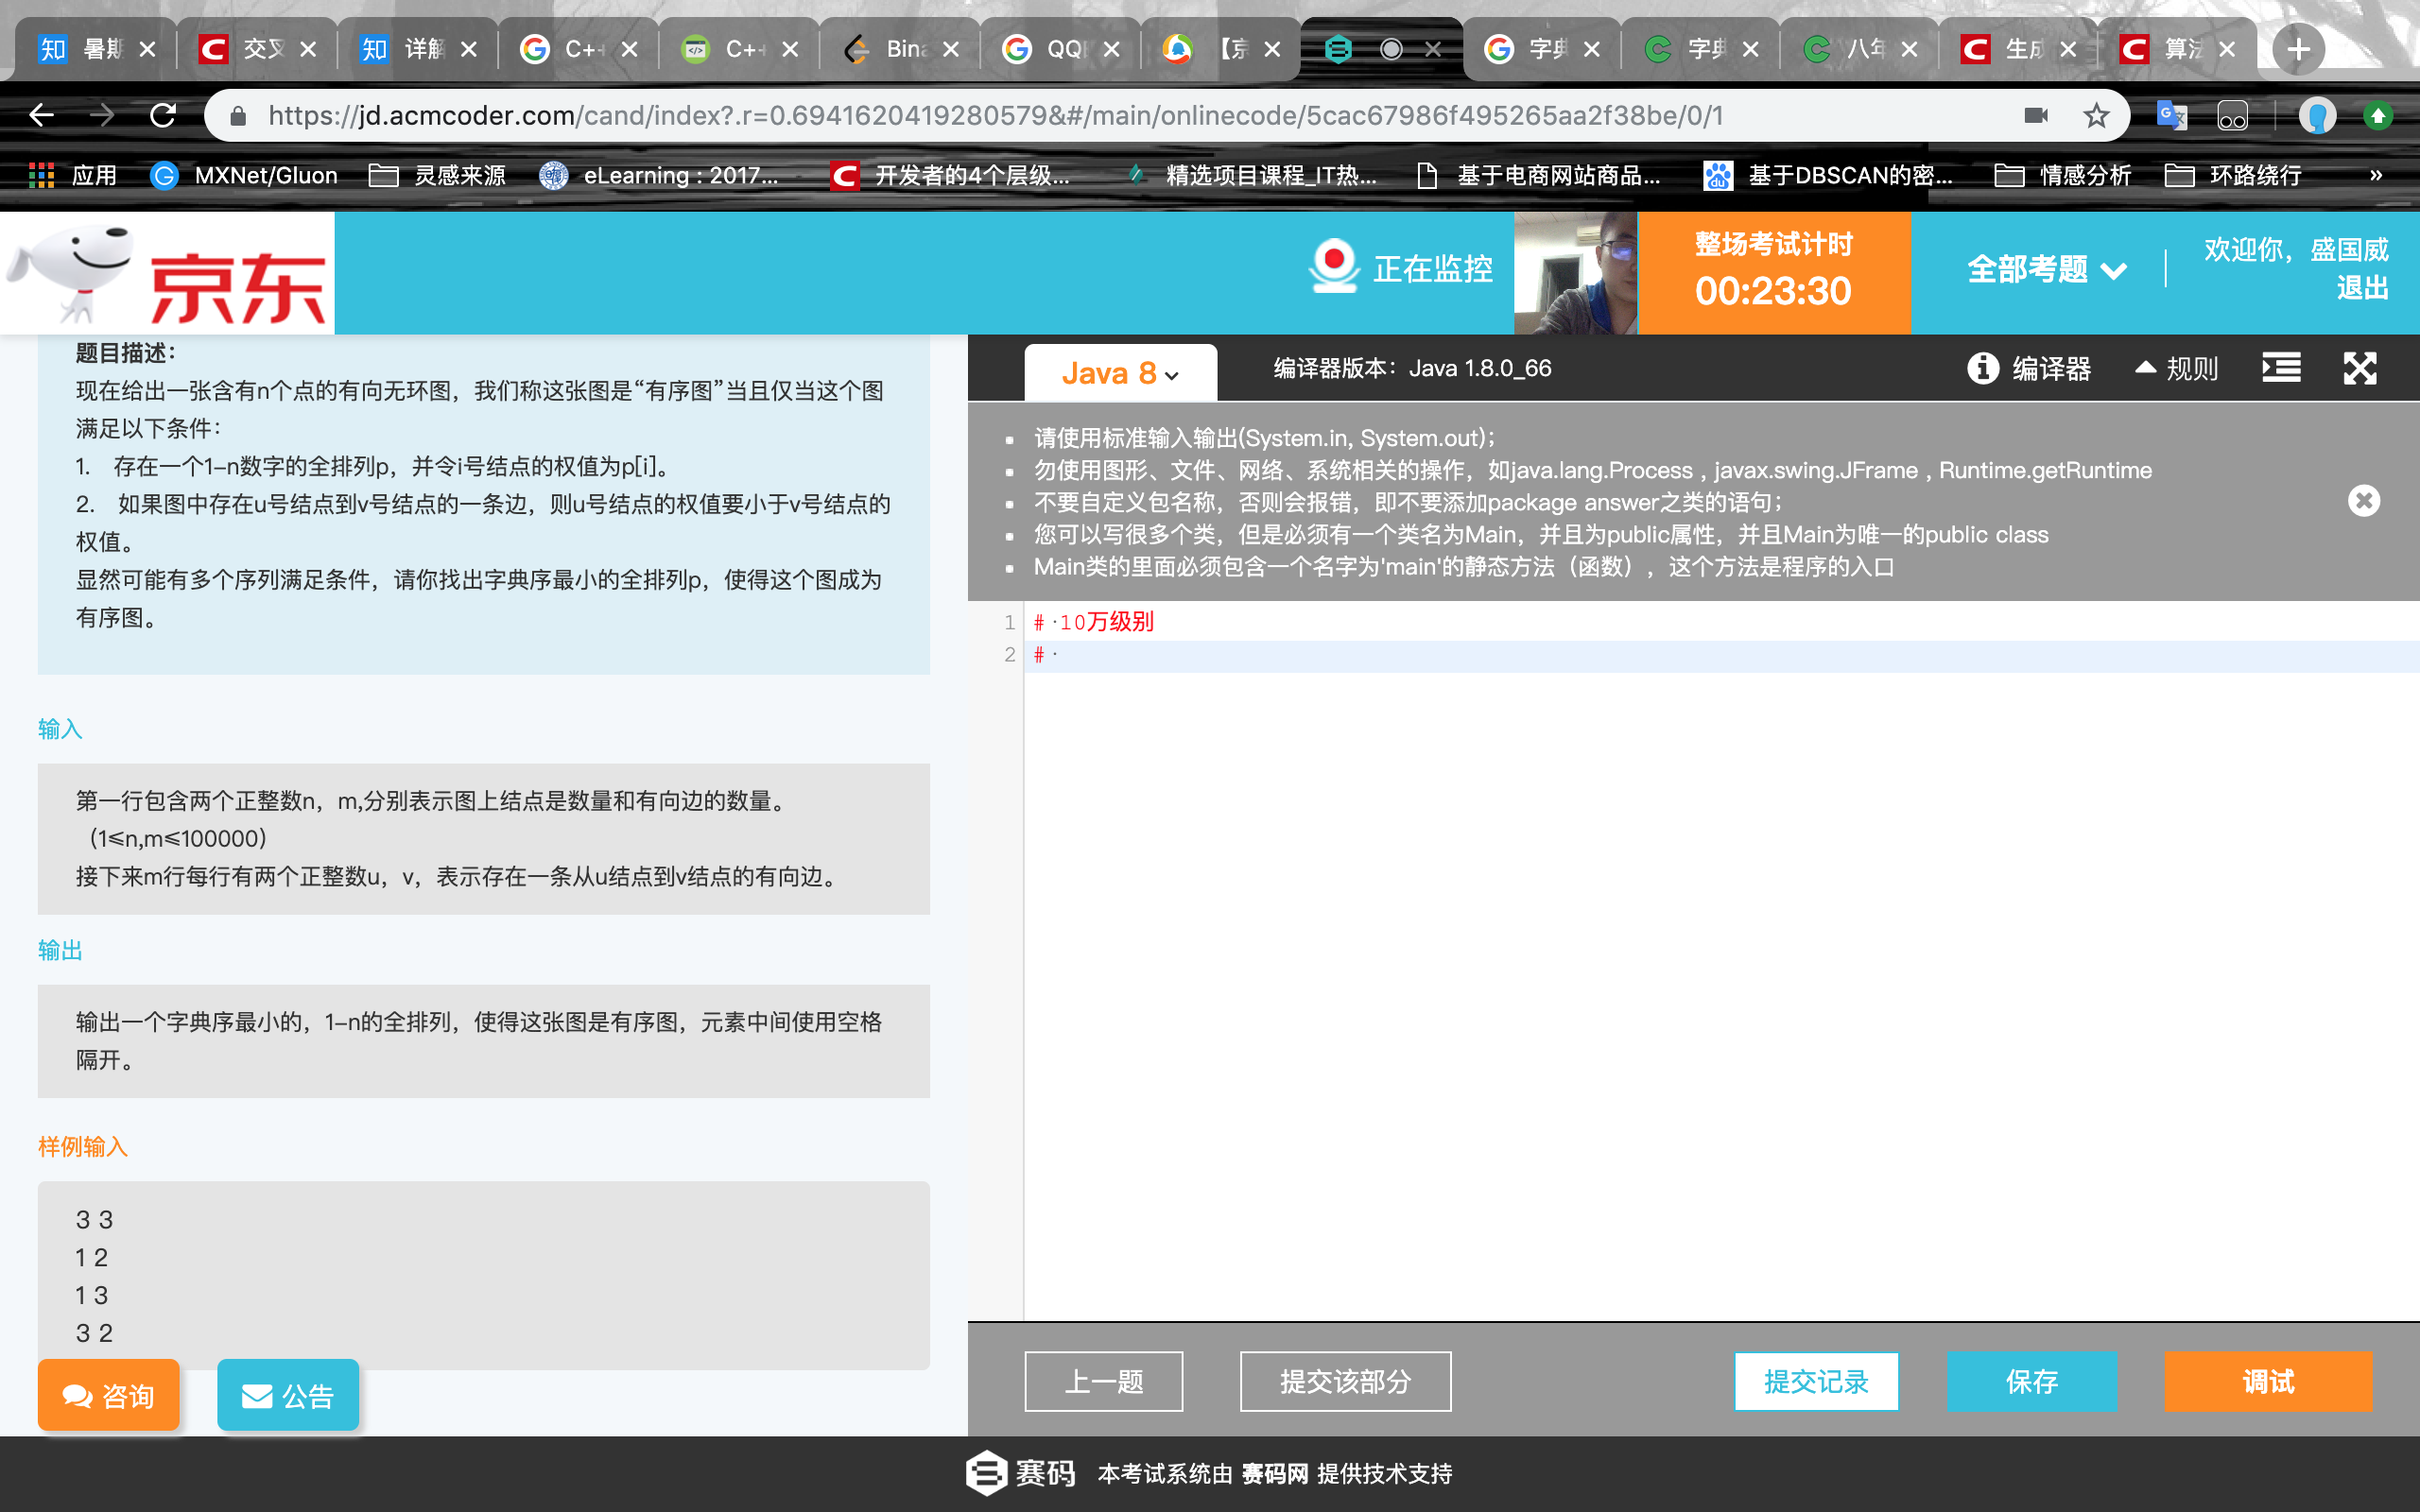 暑期
交叉
详解
C++
C++
Bina
QQ
【京
字典
字典
八年
生成
算法
https://jd.acmcoder.com/cand/index?.r=0.6941620419280579&#/main/onlinecode/5cac67986f495265aa2f38be/0/1
应用 MXNet/Gluon 灵感来源 eLearning : 2017... 开发者的4个层级... 精选项目课程_IT热... 基于电商网站商品... 基于DBSCAN的密... 情感分析 环路绕行 »
京东
正在监控
整场考试计时
00:23:30
全部考题
欢迎你，盛国威
退出
题目描述：
现在给出一张含有n个点的有向无环图，我们称这张图是“有序图”当且仅当这个图
满足以下条件：
1. 存在一个1–n数字的全排列p，并令i号结点的权值为p[i]。
2. 如果图中存在u号结点到v号结点的一条边，则u号结点的权值要小于v号结点的
权值。
显然可能有多个序列满足条件，请你找出字典序最小的全排列p，使得这个图成为
有序图。
输入
第一行包含两个正整数n，m,分别表示图上结点是数量和有向边的数量。
（1≤n,m≤100000）
接下来m行每行有两个正整数u，v，表示存在一条从u结点到v结点的有向边。
输出
输出一个字典序最小的，1–n的全排列，使得这张图是有序图，元素中间使用空格
隔开。
样例输入
3 3
1 2
1 3
3 2
咨询 公告
Java 8 编译器版本：Java 1.8.0_66 编译器 规则
请使用标准输入输出(System.in, System.out)；
勿使用图形、文件、网络、系统相关的操作，如java.lang.Process , javax.swing.JFrame , Runtime.getRuntime
不要自定义包名称，否则会报错，即不要添加package answer之类的语句；
您可以写很多个类，但是必须有一个类名为Main，并且为public属性，并且Main为唯一的public class
Main类的里面必须包含一个名字为'main'的静态方法（函数），这个方法是程序的入口
1 #·10万级别
2 #·
上一题 提交该部分 提交记录 保存 调试
赛码 本考试系统由 赛码网 提供技术支持